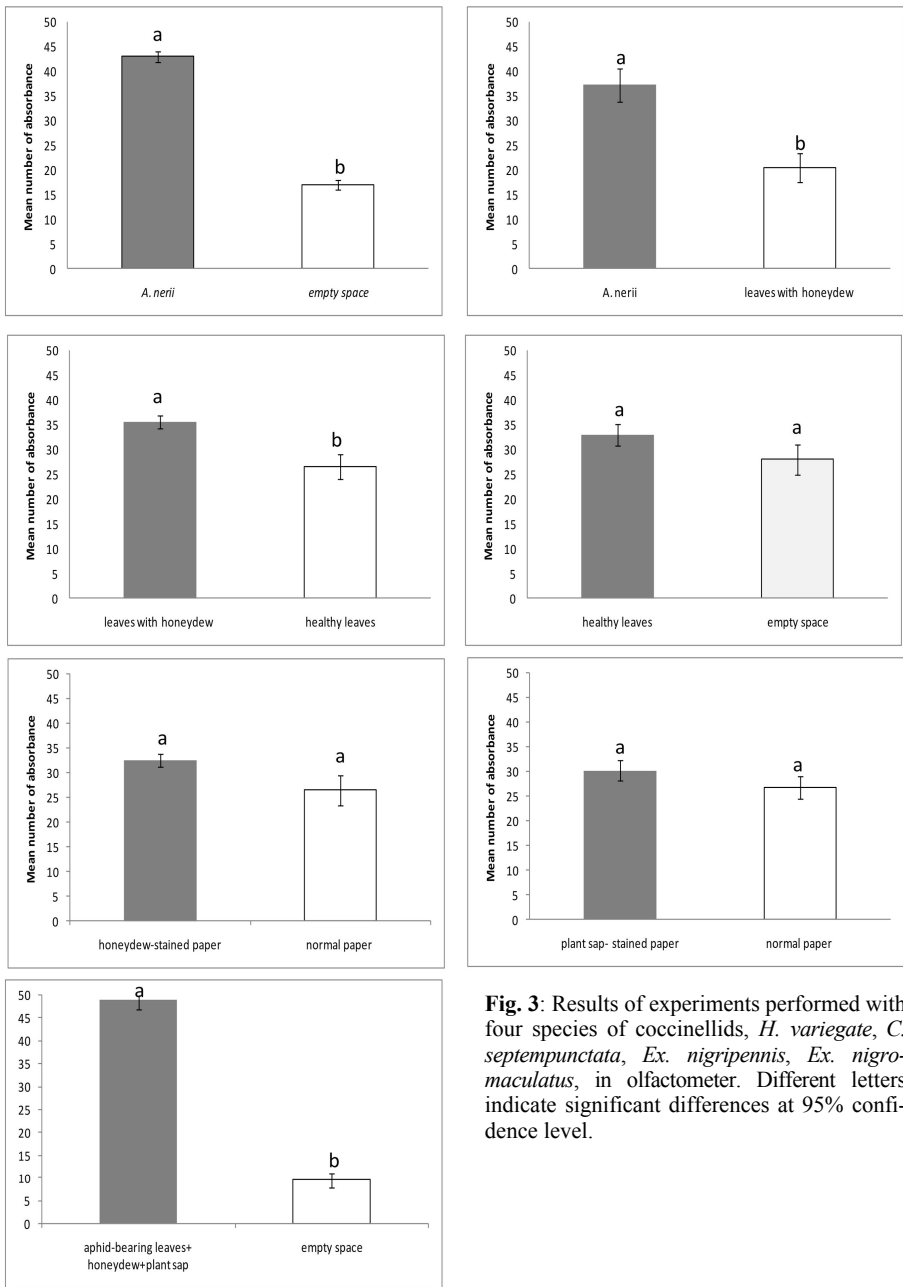 Mean number of absorbance
50
45
40
35
30
25
20
15
10
5
0
a
b
A. nerii empty space
Mean number of absorbance
50
45
40
35
30
25
20
15
10
5
0
a
b
A. nerii leaves with honeydew
Mean number of absorbance
50
45
40
35
30
25
20
15
10
5
0
a
b
leaves with honeydew healthy leaves
Mean number of absorbance
50
45
40
35
30
25
20
15
10
5
0
a
a
healthy leaves empty space
Mean number of absorbance
50
45
40
35
30
25
20
15
10
5
0
a
a
honeydew-stained paper normal paper
Mean number of absorbance
50
45
40
35
30
25
20
15
10
5
0
a
a
plant sap- stained paper normal paper
50
45
40
35
30
25
20
15
10
5
0
a
b
aphid-bearing leaves+ empty space
honeydew+plant sap
Fig. 3: Results of experiments performed with
four species of coccinellids, H. variegate, C.
septempunctata, Ex. nigripennis, Ex. nigro-
maculatus, in olfactometer. Different letters
indicate significant differences at 95% confi-
dence level.